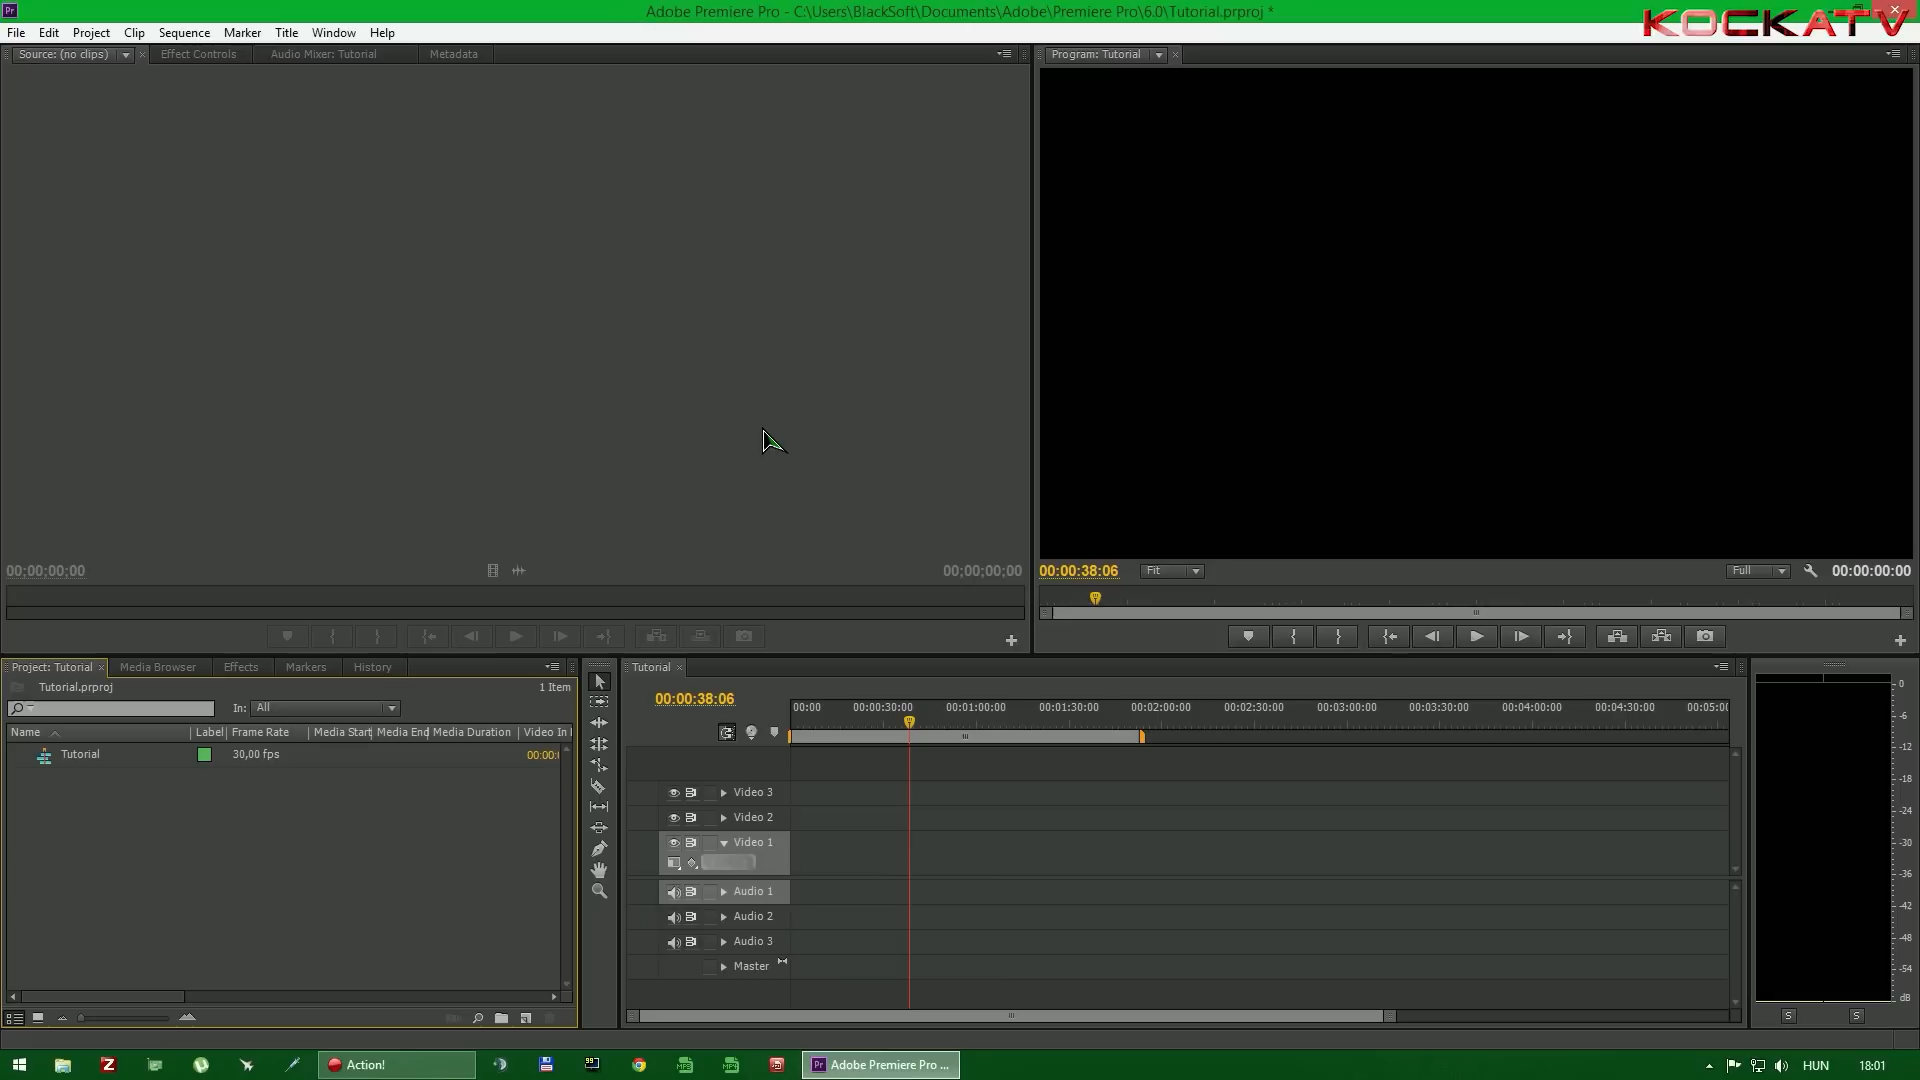 Adobe Premiere Pro - C:\Users\BlackSoft\Documents\Adobe\Premiere Pro\6.0\Tutorial.prproj *
KOCKATV
File Edit Project Clip Sequence Marker Title Window Help
Source: (no clips) Effect Controls Audio Mixer: Tutorial Metadata
Program: Tutorial
00;00;00;00 00;00;00;00
00:00:38:06 Fit Full 00:00:00:00
Project: Tutorial Media Browser Effects Markers History
Tutorial.prproj 1 Item
In: All
Name Label Frame Rate Media Start Media End Media Duration Video In
Tutorial 30,00 fps 00:00:
Tutorial
00:00:38:06
00:00 00:00:30:00 00:01:00:00 00:01:30:00 00:02:00:00 00:02:30:00 00:03:00:00 00:03:30:00 00:04:00:00 00:04:30:00 00:05:0
Video 3
Video 2
Video 1
Audio 1
Audio 2
Audio 3
Master
0
-6
-12
-18
-24
-30
-36
-42
-48
-54
dB
S S
Action! Adobe Premiere Pro ... HUN 18:01